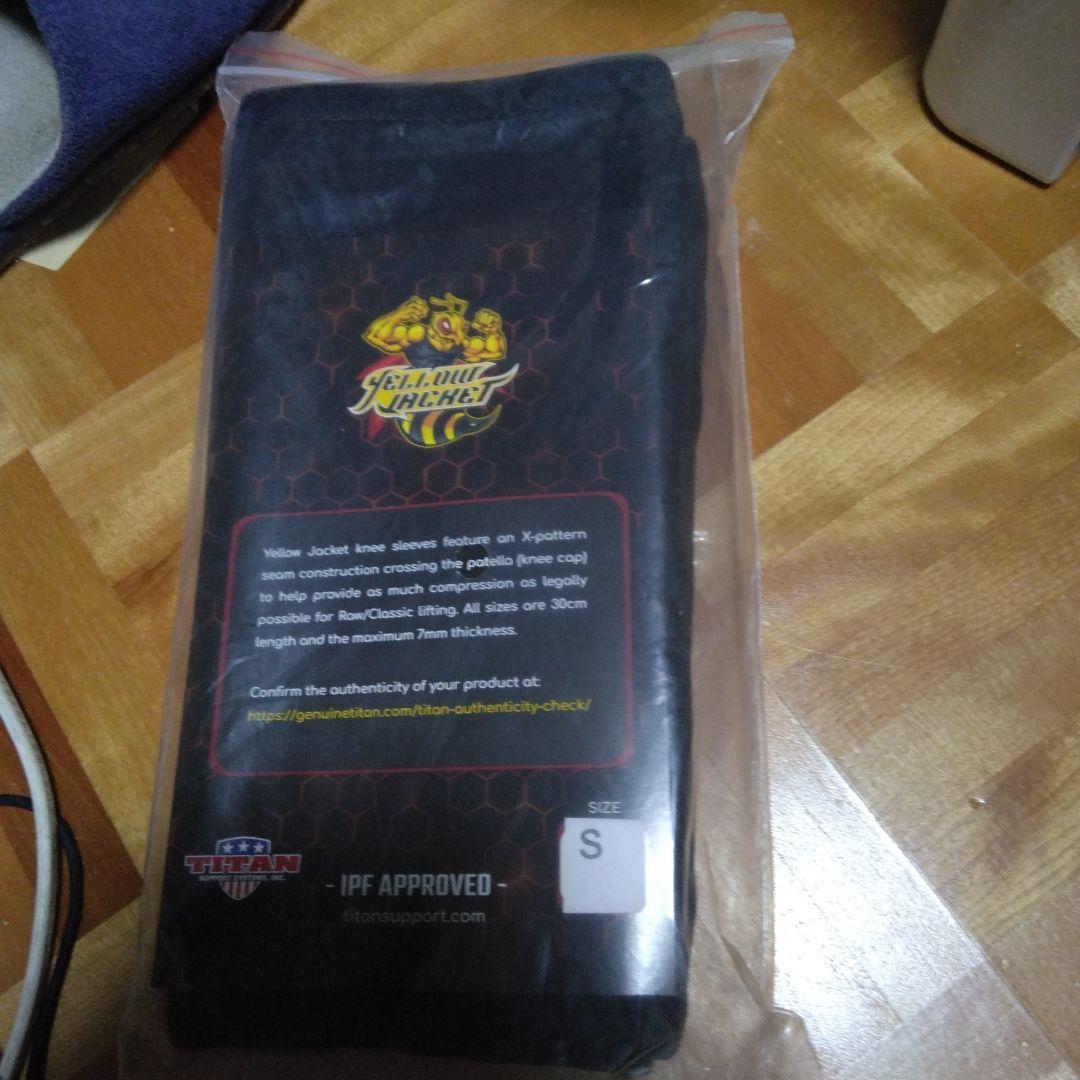 YELLOW
JACKET
Yellow Jacket knee sleeves feature an X-pattern
seam construction crossing the patella (knee cap)
to help provide as much compression as legally
possible for Raw/Classic lifting. All sizes are 30cm
length and the maximum 7mm thickness.
Confirm the authenticity of your product at:
https://genuinetitan.com/titan-authenticity-check/
SIZE
S
TITAN
SUPPORT SYSTEMS, INC.
- IPF APPROVED -
titansupport.com